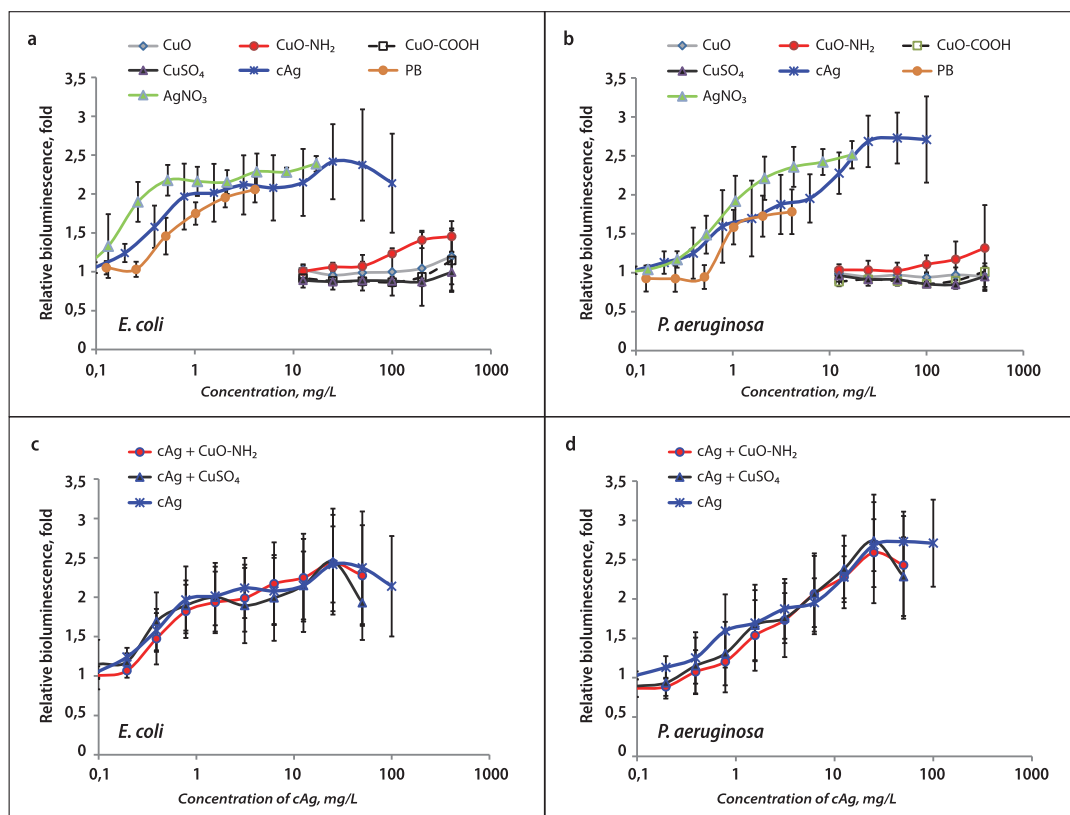 a
CuO CuO-NH₂ CuO-COOH
CuSO₄ cAg PB
AgNO₃
Relative bioluminescence, fold
3,5
3
2,5
2
1,5
1
0,5
0
E. coli
0,1 1 10 100 1000
Concentration, mg/L
b
CuO CuO-NH₂ CuO-COOH
CuSO₄ cAg PB
AgNO₃
Relative bioluminescence, fold
3,5
3
2,5
2
1,5
1
0,5
0
P. aeruginosa
0,1 1 10 100 1000
Concentration, mg/L
c
cAg + CuO-NH₂
cAg + CuSO₄
cAg
Relative bioluminescence, fold
3,5
3
2,5
2
1,5
1
0,5
0
E. coli
0,1 1 10 100 1000
Concentration of cAg, mg/L
d
cAg + CuO-NH₂
cAg + CuSO₄
cAg
Relative bioluminescence, fold
3,5
3
2,5
2
1,5
1
0,5
0
P. aeruginosa
0,1 1 10 100 1000
Concentration of cAg, mg/L